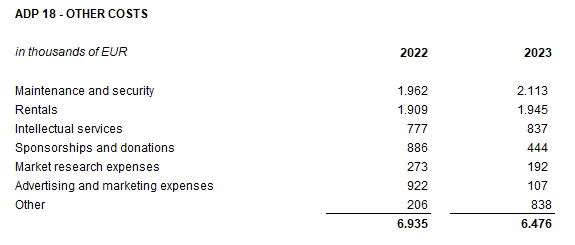 ADP 18 - OTHER COSTS
in thousands of EUR 2022 2023
Maintenance and security 1.962 2.113
Rentals 1.909 1.945
Intellectual services 777 837
Sponsorships and donations 886 444
Market research expenses 273 192
Advertising and marketing expenses 922 107
Other 206 838
6.935 6.476